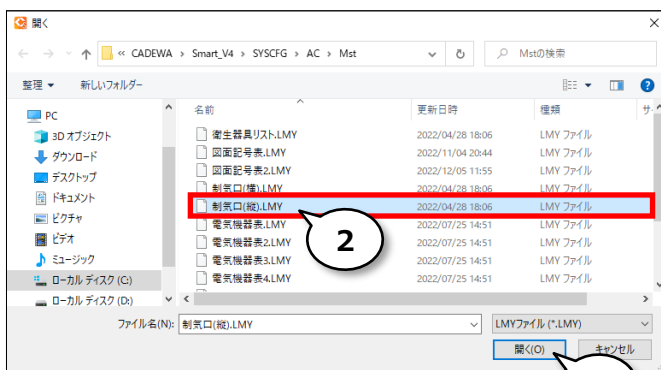 開く
« CADEWA › Smart_V4 › SYSCFG › AC › Mst
Mstの検索
整理 新しいフォルダー
名前 更新日時 種類 サ
PC
3D オブジェクト
ダウンロード
デスクトップ
ドキュメント
ピクチャ
ビデオ
ミュージック
ローカル ディスク (C:)
ローカル ディスク (D:)
衛生器具リスト.LMY 2022/04/28 18:06 LMY ファイル
図面記号表.LMY 2022/11/04 20:44 LMY ファイル
図面記号表2.LMY 2022/12/05 11:55 LMY ファイル
制気口(横).LMY 2022/04/28 18:06 LMY ファイル
制気口(縦).LMY 2022/04/28 18:06 LMY ファイル
電気機器表.LMY 2022/07/25 14:51 LMY ファイル
電気機器表2.LMY 2022/07/25 14:51 LMY ファイル
電気機器表3.LMY 2022/07/25 14:51 LMY ファイル
電気機器表4.LMY 2022/07/25 14:51 LMY ファイル
2
ファイル名(N): 制気口(縦).LMY LMYファイル (*.LMY)
開く(O) キャンセル